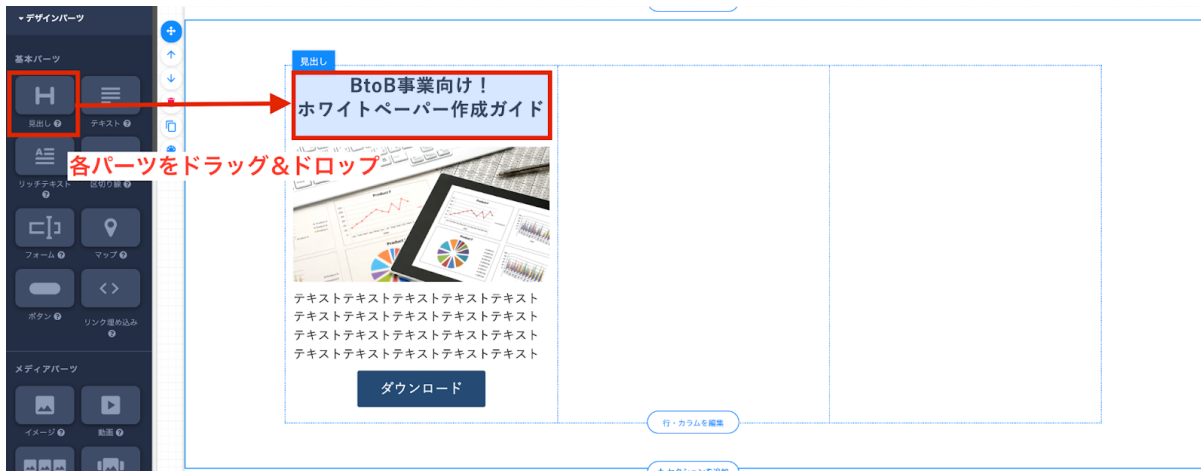 デザインパーツ
基本パーツ
見出し
テキスト
リッチテキスト
区切り線
フォーム
マップ
ボタン
リンク埋め込み
メディアパーツ
イメージ
動画
各パーツをドラッグ&ドロップ
見出し
BtoB事業向け！
ホワイトペーパー作成ガイド
テキストテキストテキストテキストテキスト
テキストテキストテキストテキストテキスト
テキストテキストテキストテキストテキスト
テキストテキストテキストテキストテキスト
ダウンロード
行・カラムを編集